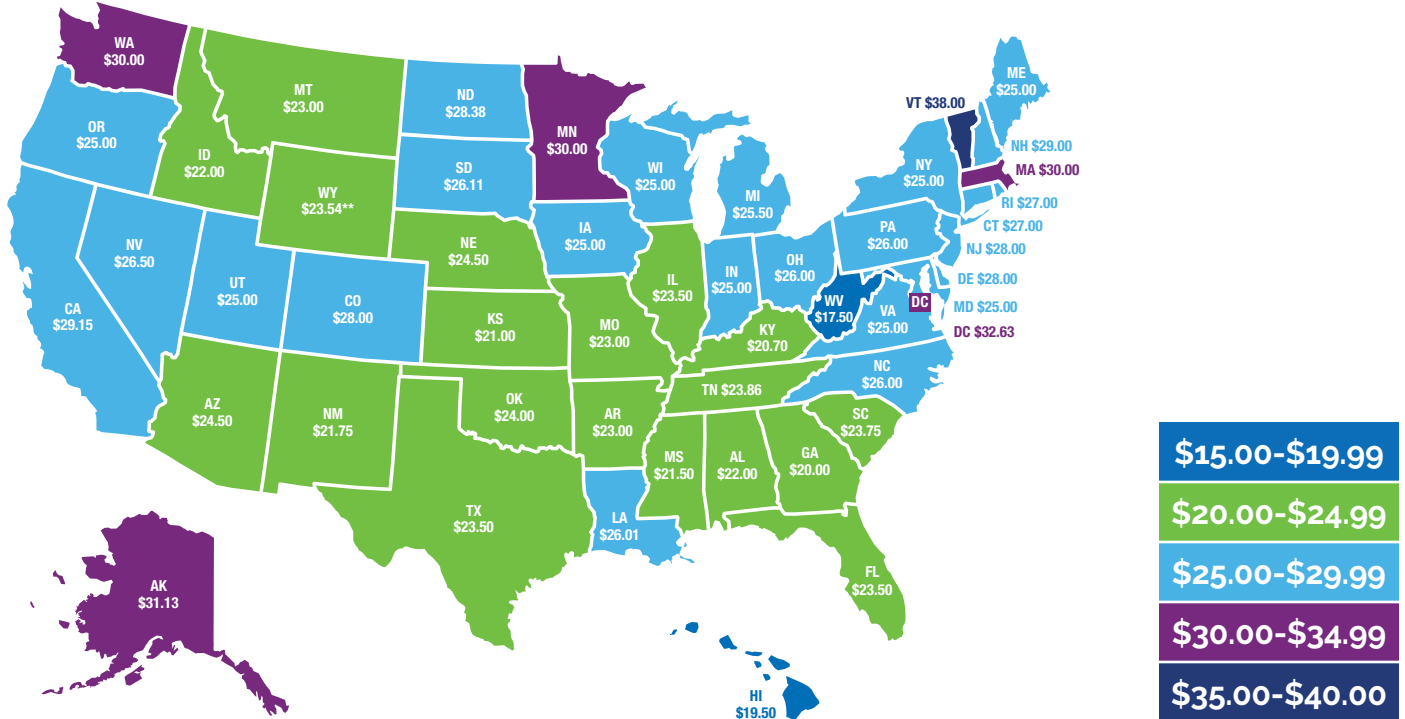 WA
$30.00
MT
$23.00
ND
$28.38
MN
$30.00
ME
$25.00
VT $38.00
OR
$25.00
ID
$22.00
SD
$26.11
WI
$25.00
NY
$25.00
NH $29.00
MA $30.00
WY
$23.54**
MI
$25.50
RI $27.00
CT $27.00
NV
$26.50
NE
$24.50
IA
$25.00
PA
$26.00
NJ $28.00
UT
$25.00
IL
$23.50
IN
$25.00
OH
$26.00
DE $28.00
CA
$29.15
CO
$28.00
KS
$21.00
MO
$23.00
KY
$20.70
WV
$17.50
VA
$25.00
DC
MD $25.00
DC $32.63
AZ
$24.50
NM
$21.75
OK
$24.00
AR
$23.00
TN $23.86
NC
$26.00
SC
$23.75
MS
$21.50
AL
$22.00
GA
$20.00
TX
$23.50
LA
$26.01
FL
$23.50
AK
$31.13
HI
$19.50
$15.00-$19.99
$20.00-$24.99
$25.00-$29.99
$30.00-$34.99
$35.00-$40.00